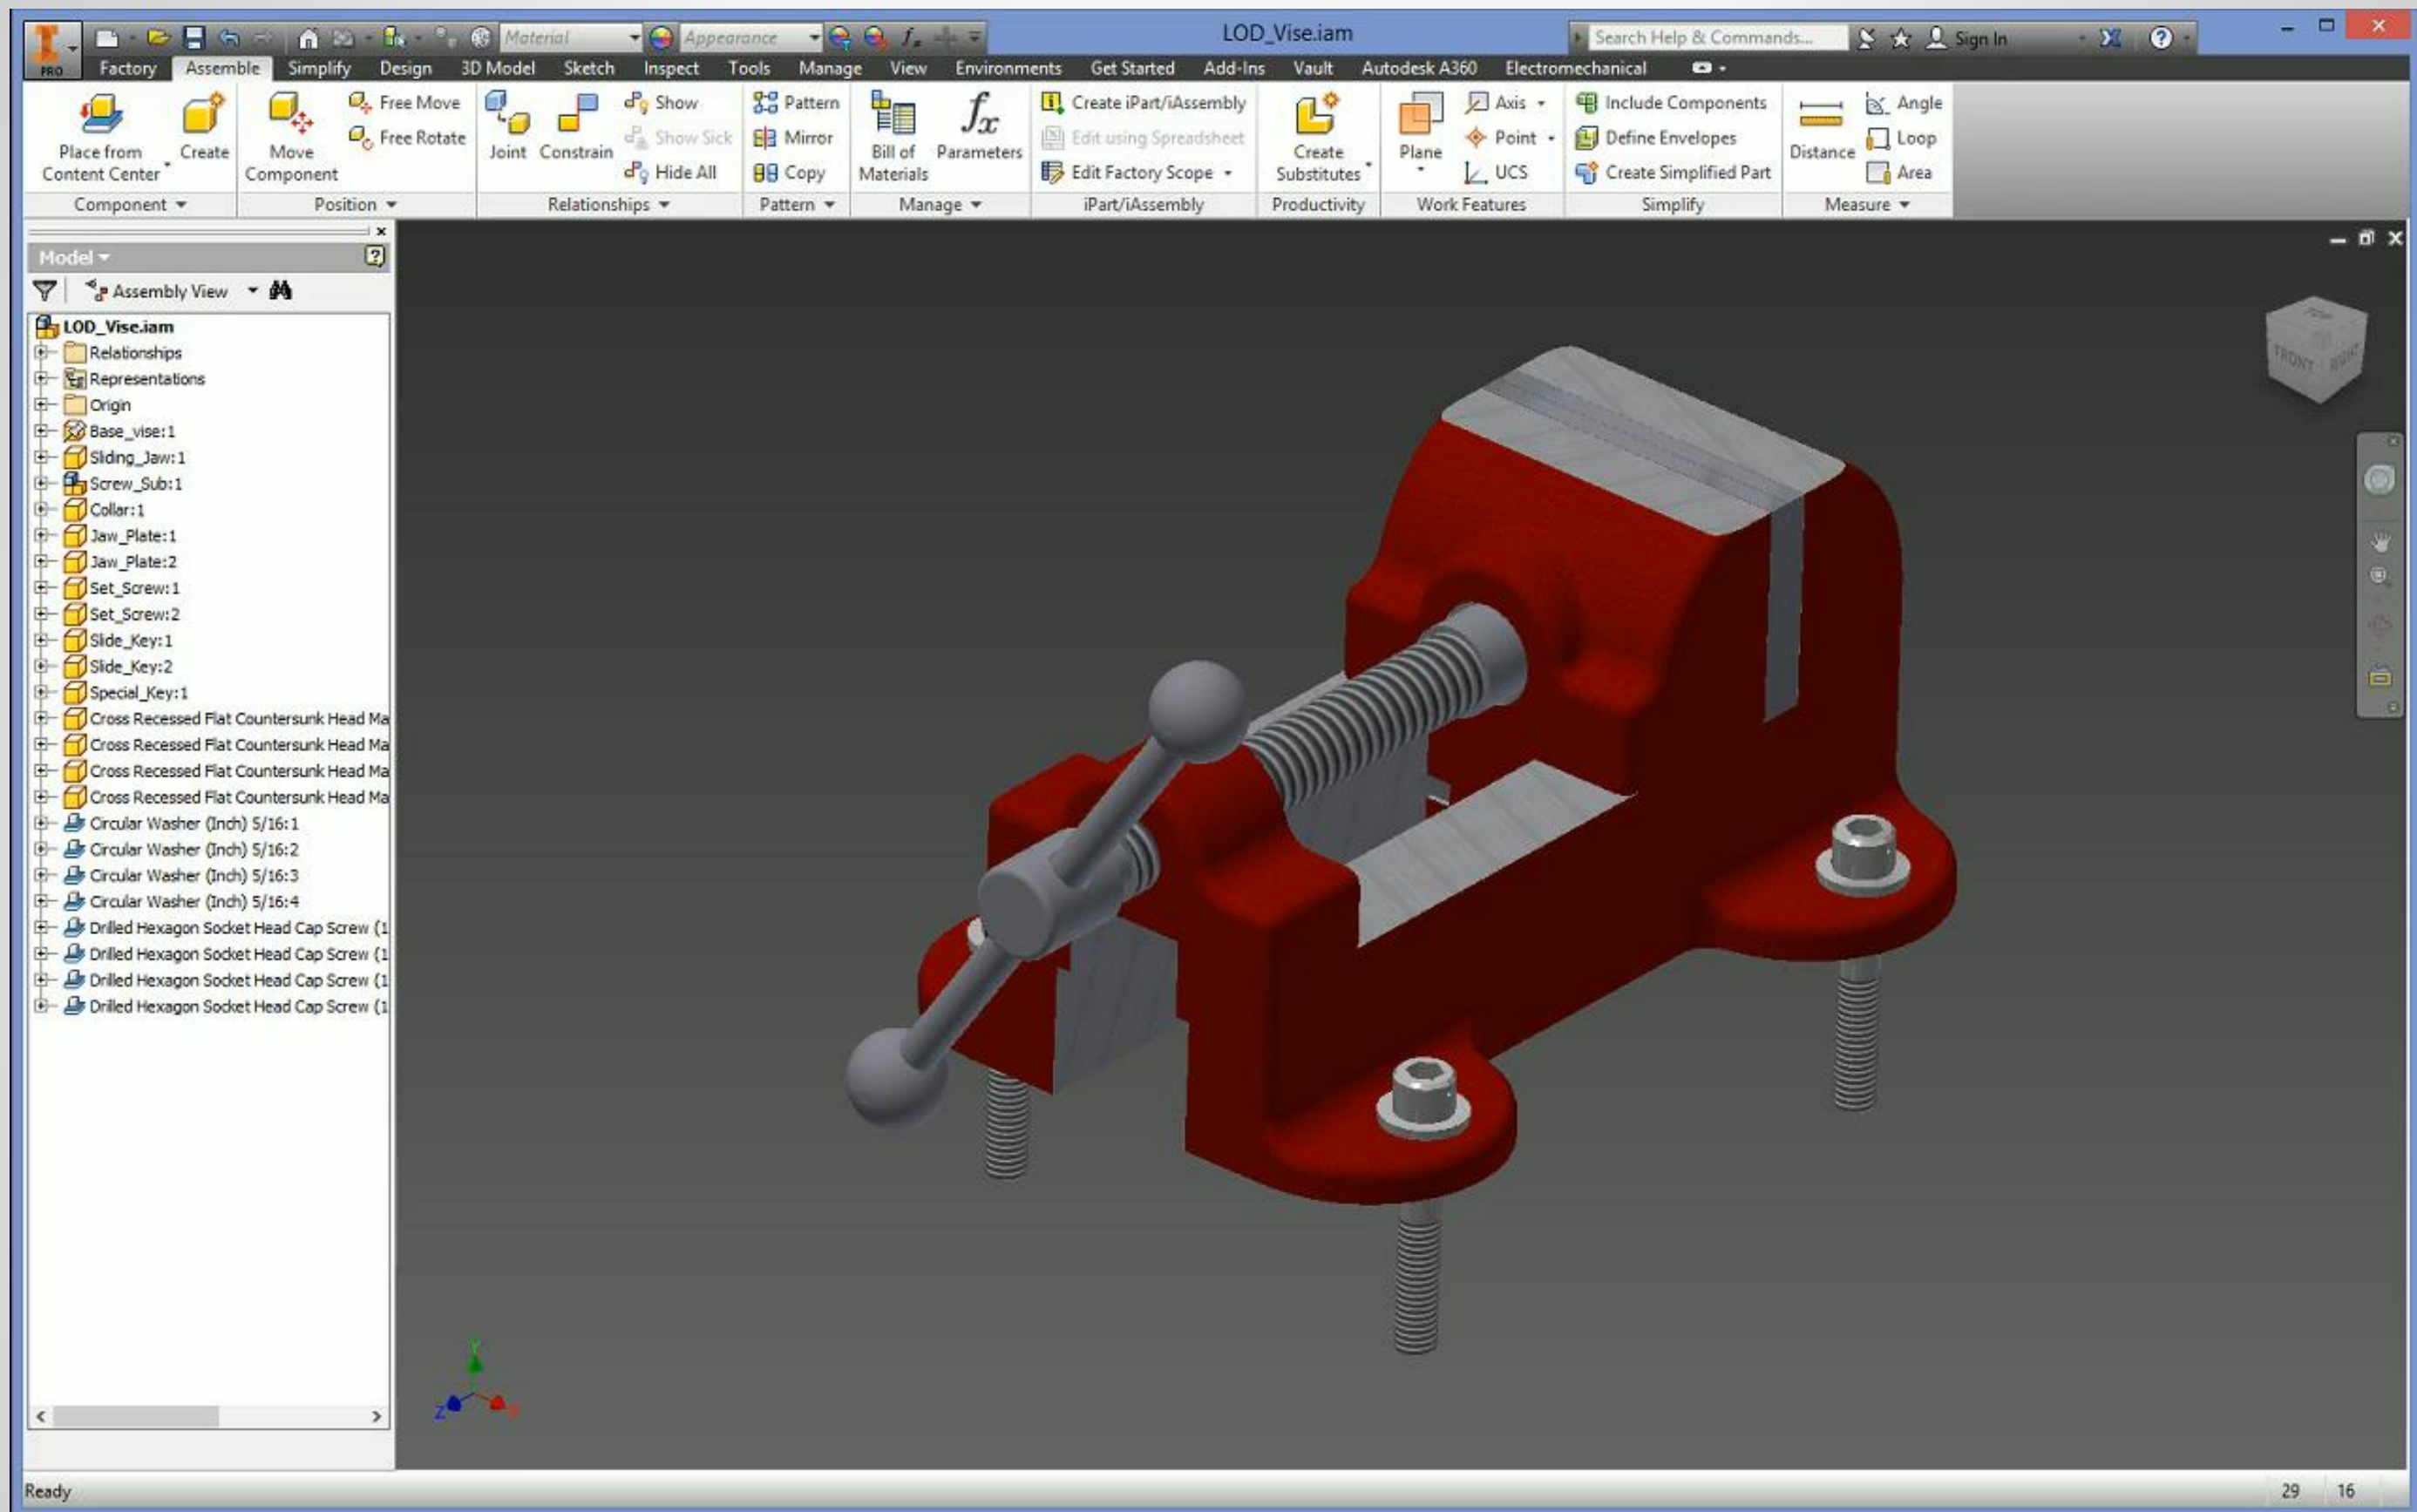 LOD_Vise.iam
Material
Appearance
Search Help & Commands...
Sign In
PRO
Factory Assemble Simplify Design 3D Model Sketch Inspect Tools Manage View Environments Get Started Add-Ins Vault Autodesk A360 Electromechanical
Place from Content Center
Create
Move Component
Free Move
Free Rotate
Joint
Constrain
Show
Show Sick
Hide All
Pattern
Mirror
Copy
Bill of Materials
Parameters
Create iPart/iAssembly
Edit using Spreadsheet
Edit Factory Scope
Create Substitutes
Plane
Axis
Point
UCS
Include Components
Define Envelopes
Create Simplified Part
Distance
Angle
Loop
Area
Component Position Relationships Pattern Manage iPart/iAssembly Productivity Work Features Simplify Measure
Model
Assembly View
LOD_Vise.iam
Relationships
Representations
Origin
Base_vise:1
Sliding_Jaw:1
Screw_Sub:1
Collar:1
Jaw_Plate:1
Jaw_Plate:2
Set_Screw:1
Set_Screw:2
Slide_Key:1
Slide_Key:2
Special_Key:1
Cross Recessed Flat Countersunk Head Ma
Cross Recessed Flat Countersunk Head Ma
Cross Recessed Flat Countersunk Head Ma
Cross Recessed Flat Countersunk Head Ma
Circular Washer (Inch) 5/16:1
Circular Washer (Inch) 5/16:2
Circular Washer (Inch) 5/16:3
Circular Washer (Inch) 5/16:4
Drilled Hexagon Socket Head Cap Screw (1
Drilled Hexagon Socket Head Cap Screw (1
Drilled Hexagon Socket Head Cap Screw (1
Drilled Hexagon Socket Head Cap Screw (1
TOP
FRONT RIGHT
Y
Z X
Ready
29 16